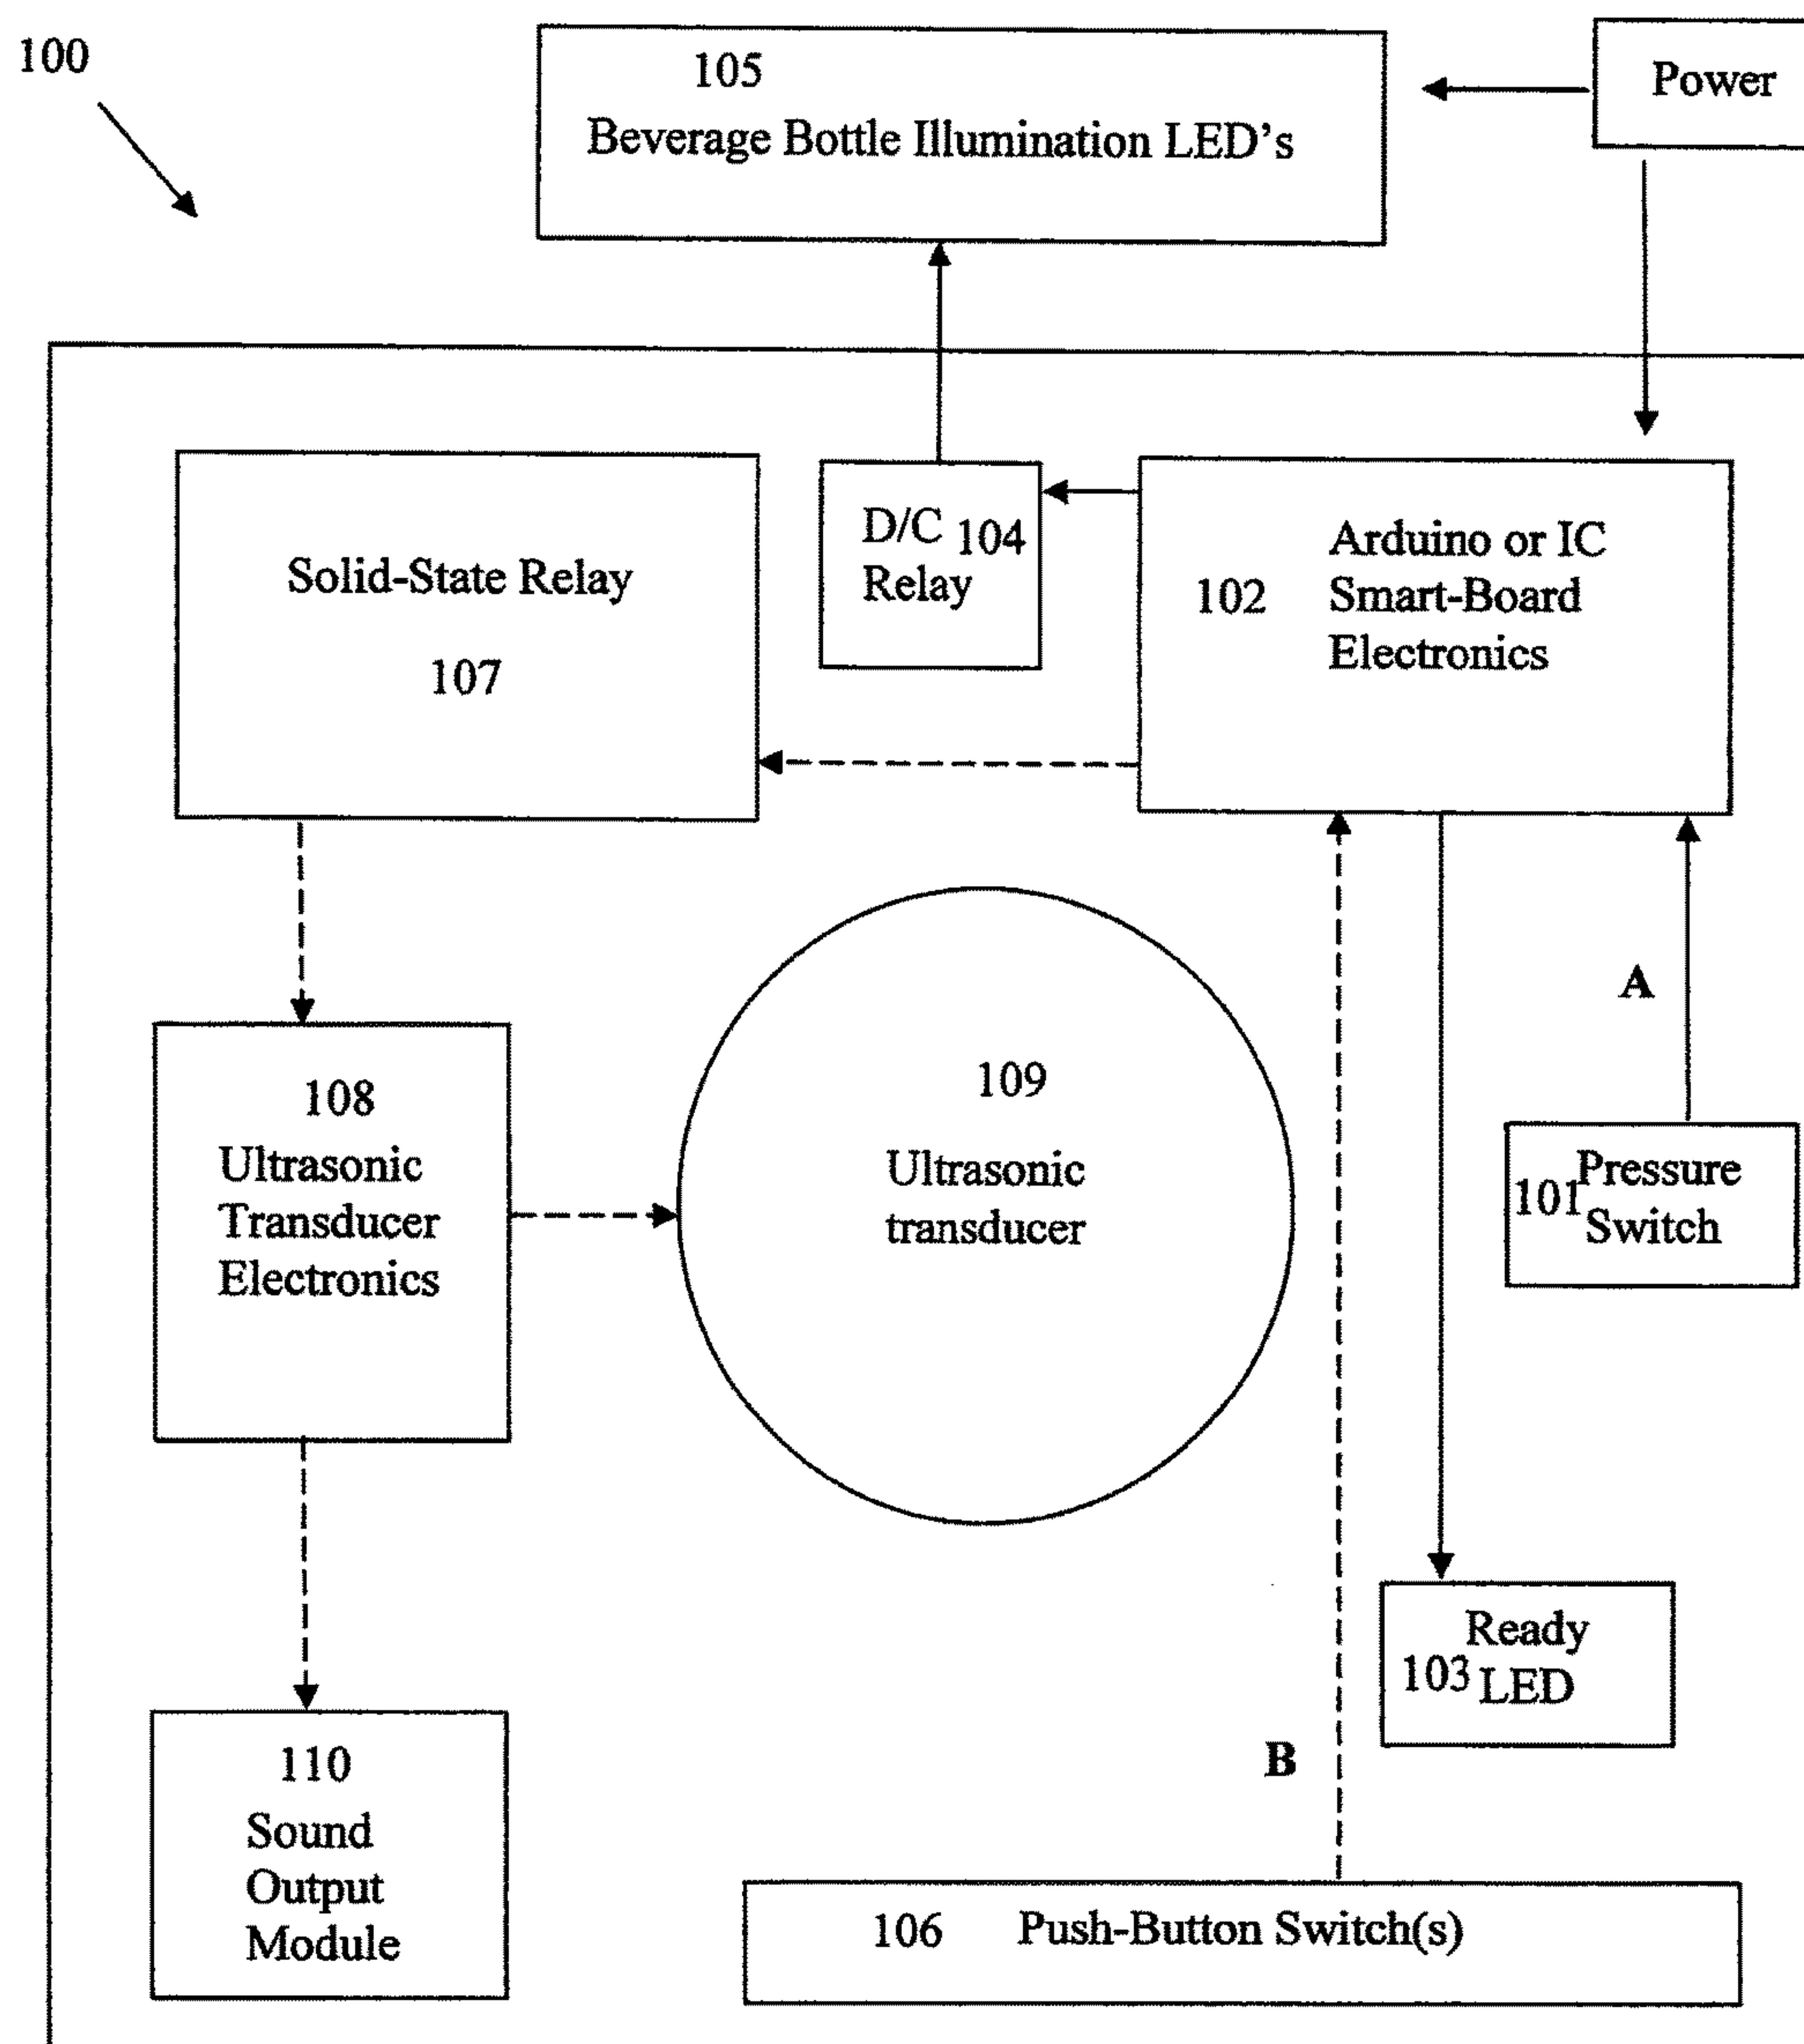 100
105
Beverage Bottle Illumination LED's
Power
Solid-State Relay
107
D/C 104
Relay
102
Arduino or IC
Smart-Board
Electronics
108
Ultrasonic
Transducer
Electronics
109
Ultrasonic
transducer
A
101
Pressure
Switch
103
Ready
LED
B
110
Sound
Output
Module
106 Push-Button Switch(s)